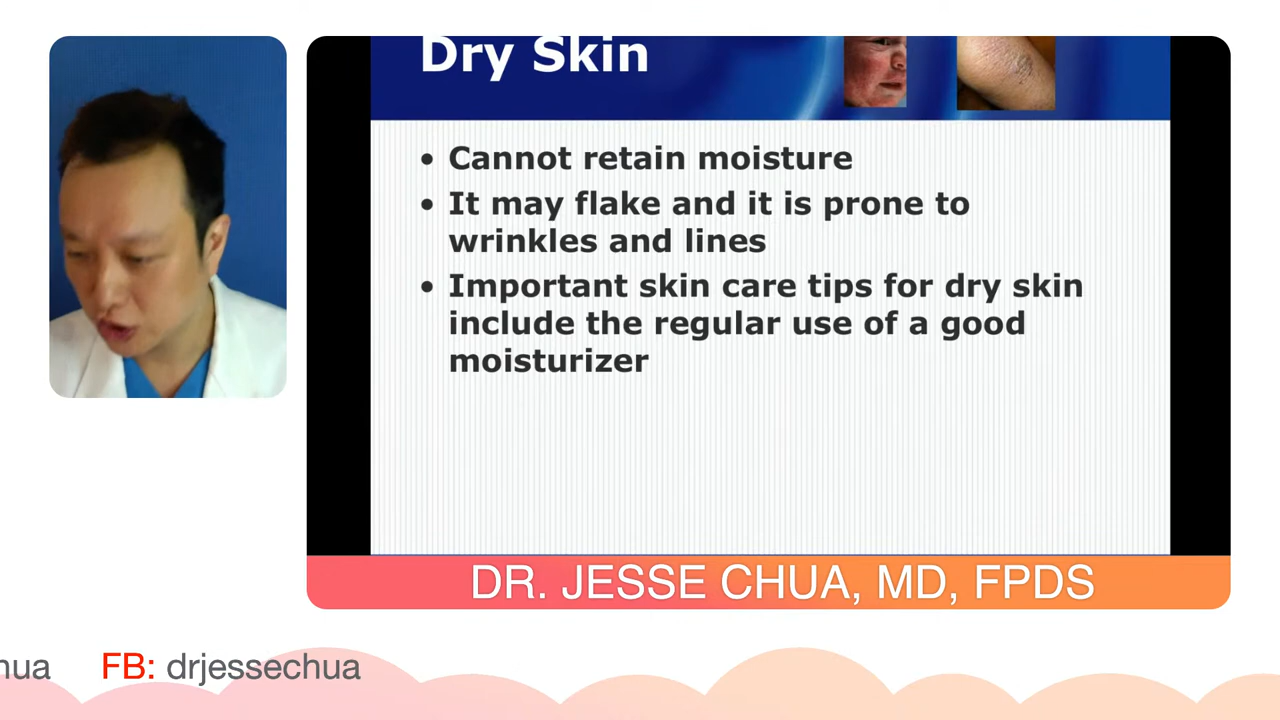 Dry Skin
• Cannot retain moisture
• It may flake and it is prone to
wrinkles and lines
• Important skin care tips for dry skin
include the regular use of a good
moisturizer
DR. JESSE CHUA, MD, FPDS
hua FB: drjessechua